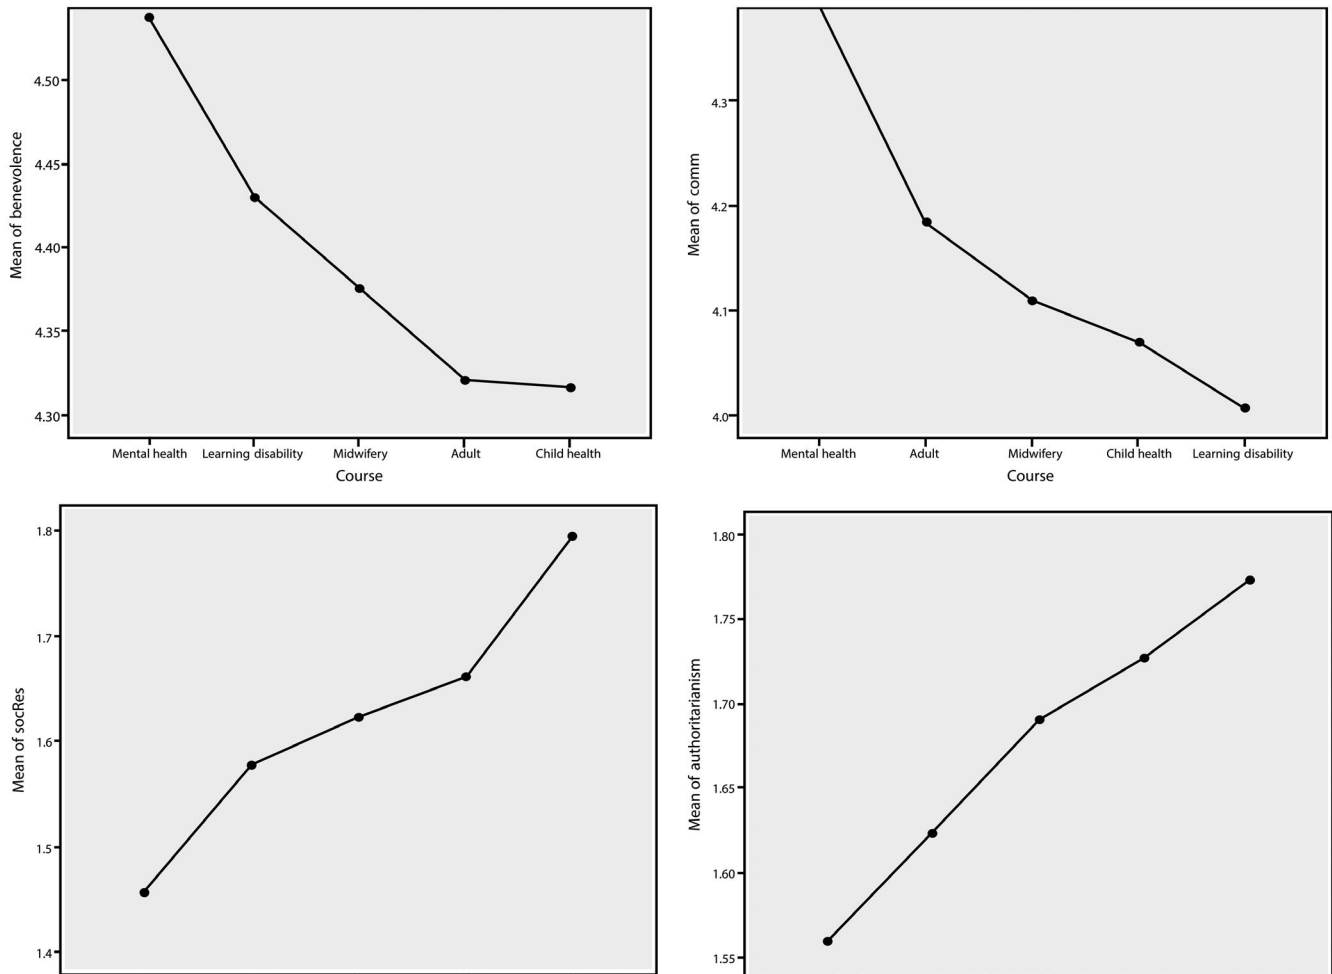 Mean of benevolence
4.50
4.45
4.40
4.35
4.30
Mental health Learning disability Midwifery Adult Child health
Course
Mean of comm
4.3
4.2
4.1
4.0
Mental health Adult Midwifery Child health Learning disability
Course
Mean of socRes
1.8
1.7
1.6
1.5
1.4
Mean of authoritarianism
1.80
1.75
1.70
1.65
1.60
1.55